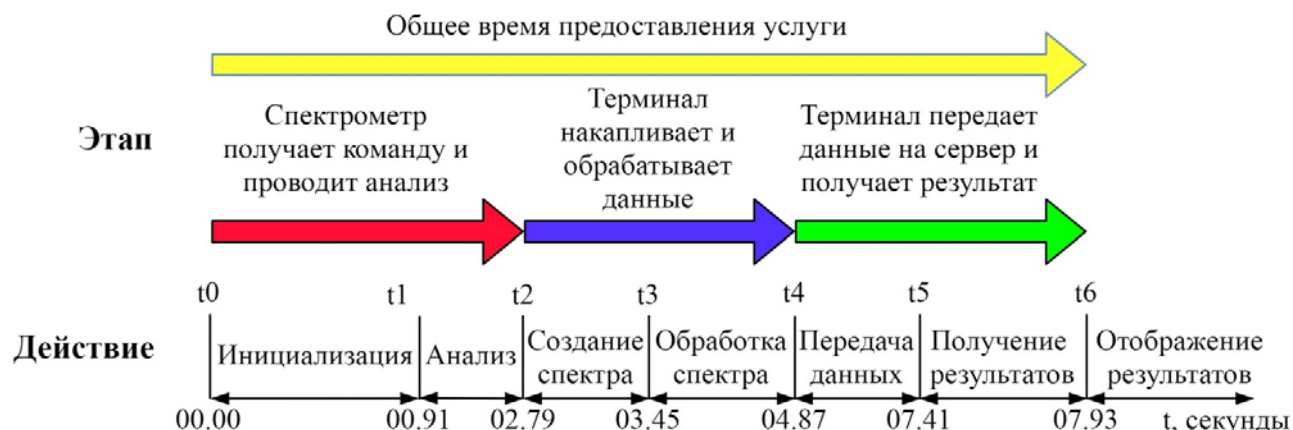 Общее время предоставления услуги
Этап
Спектрометр
получает команду и
проводит анализ
Терминал
накапливает и
обрабатывает
данные
Терминал передает
данные на сервер и
получает результат
t0 t1 t2 t3 t4 t5 t6
Действие
Инициализация
Анализ
Создание
спектра
Обработка
спектра
Передача
данных
Получение
результатов
Отображение
результатов
00.00 00.91 02.79 03.45 04.87 07.41 07.93 t, секунды